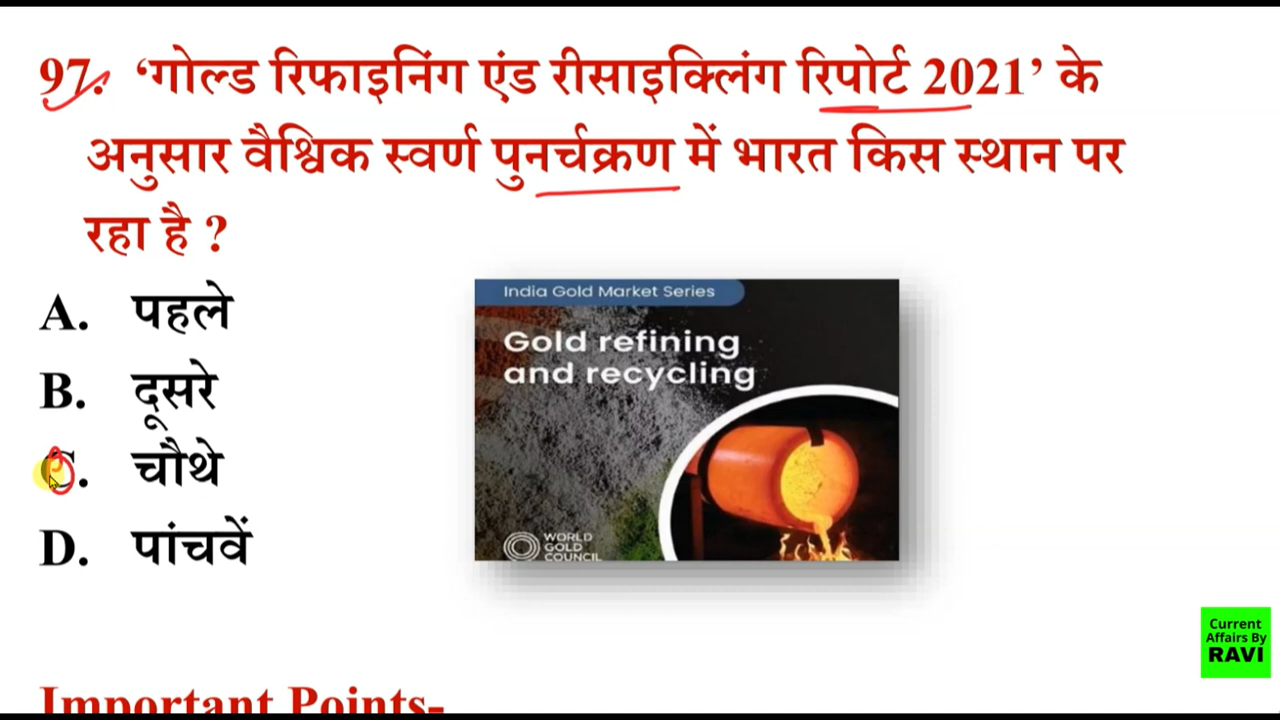 97. ‘गोल्ड रिफाइनिंग एंड रीसाइक्लिंग रिपोर्ट 2021’ के
अनुसार वैश्विक स्वर्ण पुनर्चक्रण में भारत किस स्थान पर
रहा है ?
A. पहले
B. दूसरे
C. चौथे
D. पांचवें
India Gold Market Series
Gold refining
and recycling
WORLD
GOLD
COUNCIL
Current
Affairs By
RAVI
Important Points-